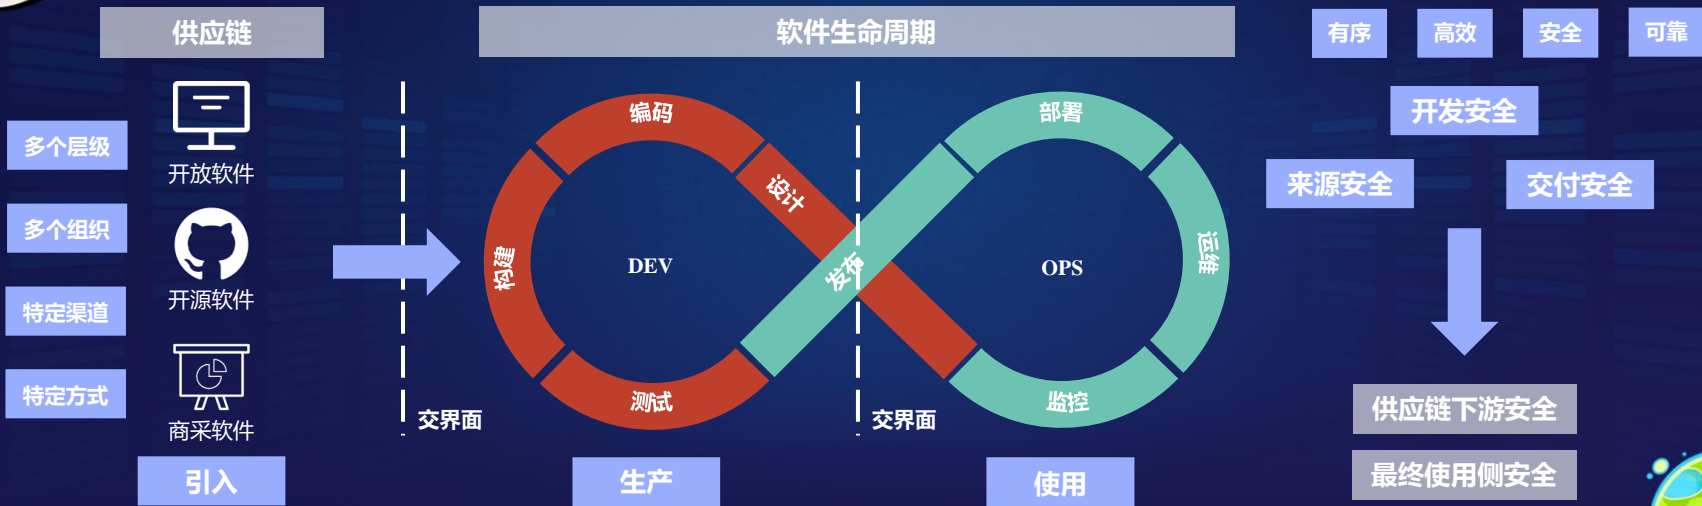 供应链
软件生命周期
有序
高效
安全
可靠
多个层级
多个组织
特定渠道
特定方式
开放软件
开源软件
商采软件
引入
交界面
编码
设计
构建
DEV
测试
发布
生产
交界面
部署
运维
OPS
监控
使用
开发安全
来源安全
交付安全
供应链下游安全
最终使用侧安全